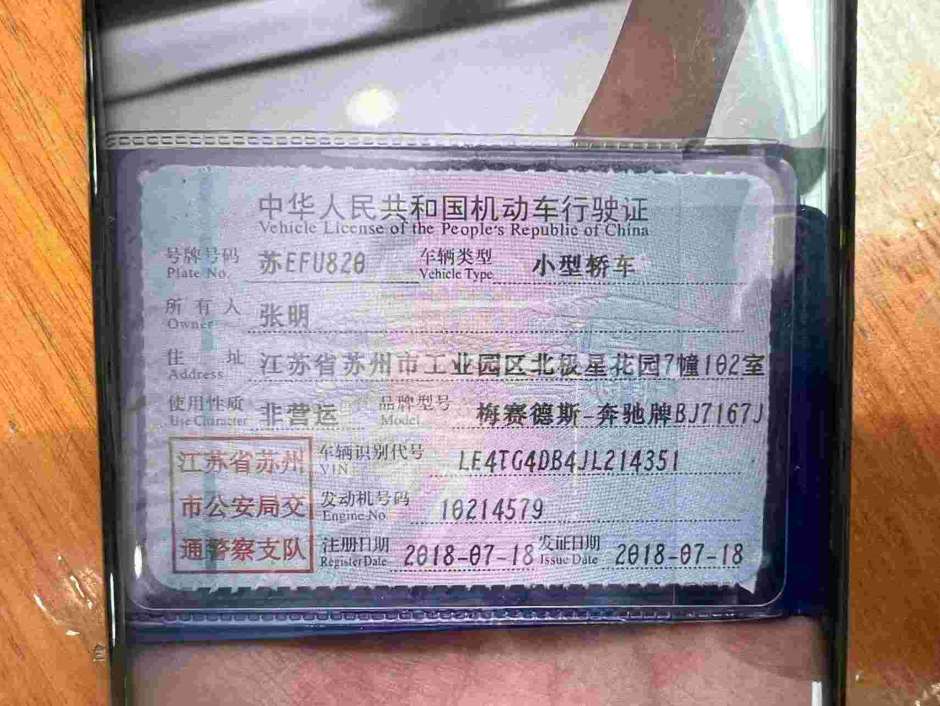 中华人民共和国机动车行驶证
Vehicle License of the People's Republic of China
号牌号码 苏EFU820 车辆类型 小型轿车
Plate No. Vehicle Type
所有人 张明
Owner
住址 江苏省苏州市工业园区北极星花园7幢102室
Address
使用性质 非营运 品牌型号 梅赛德斯-奔驰牌BJ7167J
Use Character Model
江苏省苏州 车辆识别代号 LE4TG4DB4JL214351
VIN
市公安局交 发动机号码 10214579
Engine No
通警察支队 注册日期 2018-07-18 发证日期 2018-07-18
Register Date Issue Date